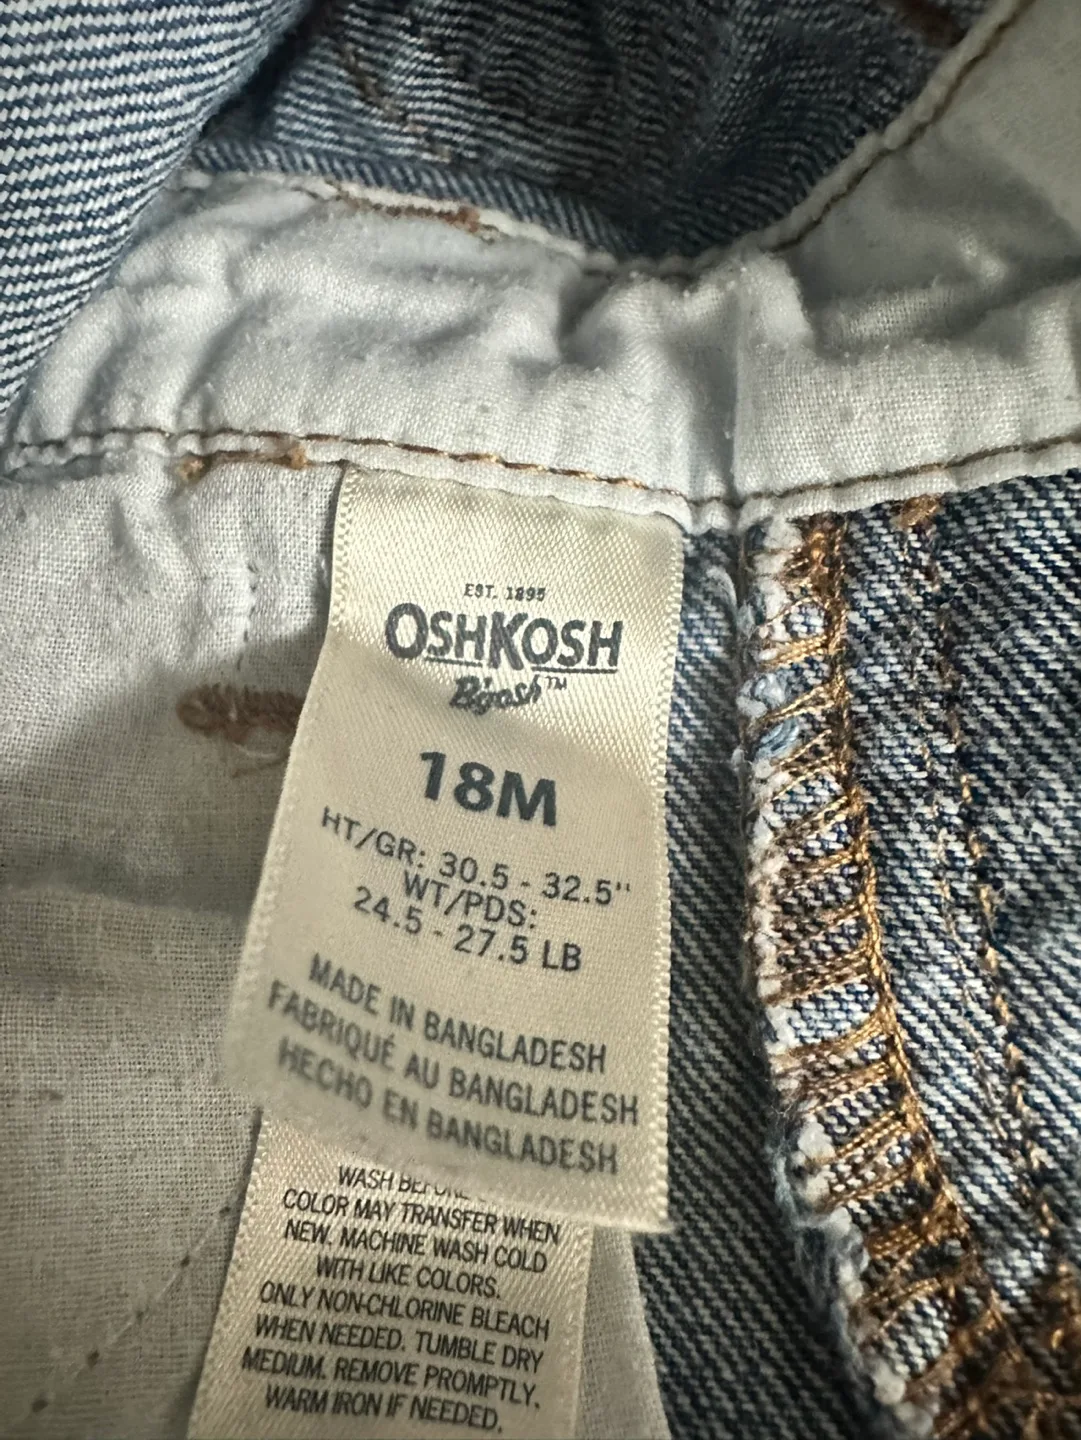 EST. 1895
OSHKOSH
B'gosh™
18M
HT/GR: 30.5 - 32.5"
WT/PDS:
24.5 - 27.5 LB
MADE IN BANGLADESH
FABRIQUÉ AU BANGLADESH
HECHO EN BANGLADESH
WASH BEFORE
COLOR MAY TRANSFER WHEN
NEW. MACHINE WASH COLD
WITH LIKE COLORS.
ONLY NON-CHLORINE BLEACH
WHEN NEEDED. TUMBLE DRY
MEDIUM. REMOVE PROMPTLY.
WARM IRON IF NEEDED.